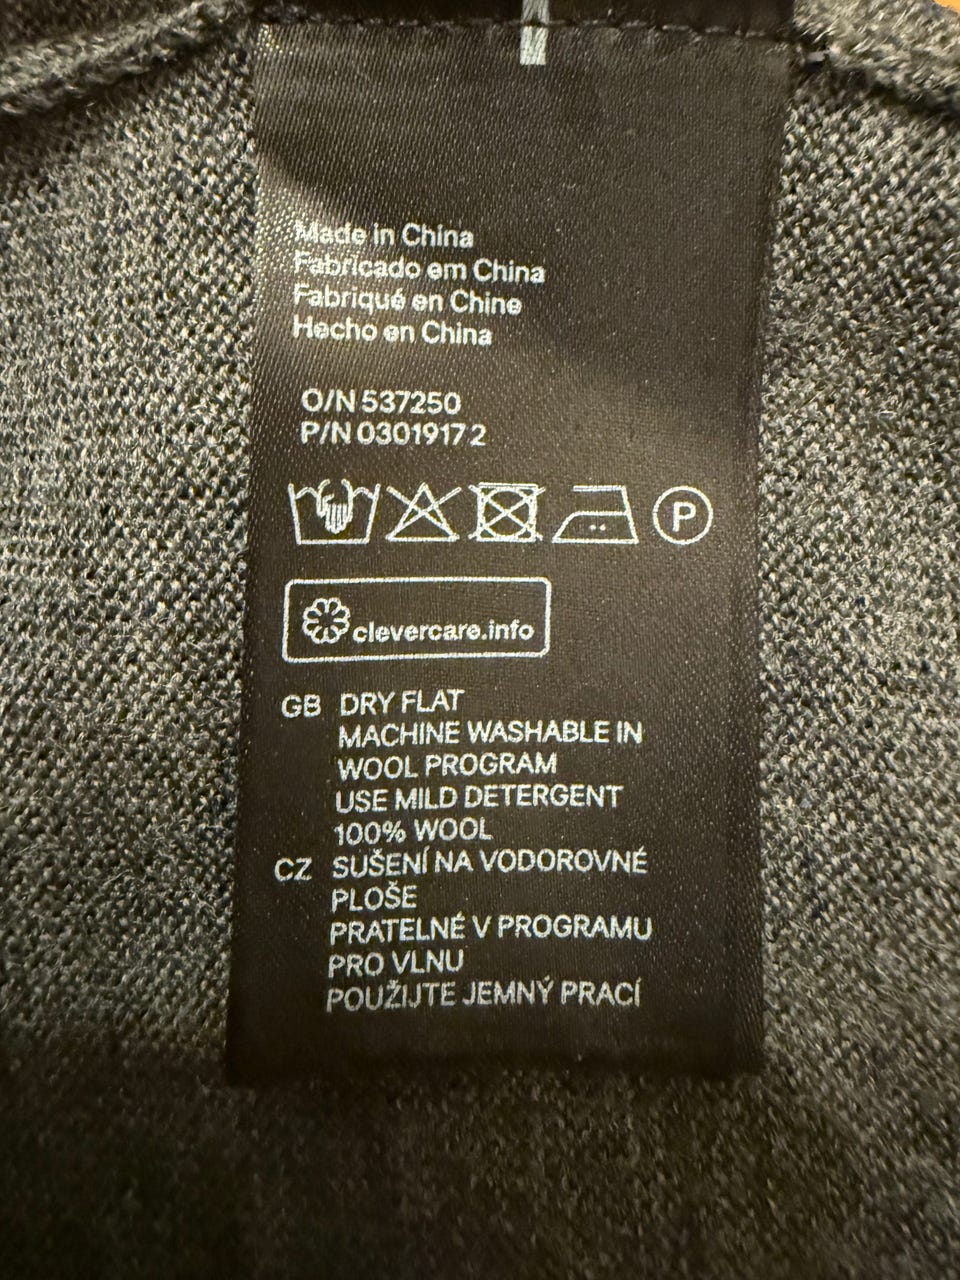 Made in China
Fabricado em China
Fabriqué en Chine
Hecho en China
O/N 537250
P/N 0301917 2
P
clevercare.info
GB DRY FLAT
MACHINE WASHABLE IN
WOOL PROGRAM
USE MILD DETERGENT
100% WOOL
CZ SUŠENÍ NA VODOROVNÉ
PLOŠE
PRATELNÉ V PROGRAMU
PRO VLNU
POUŽIJTE JEMNÝ PRACÍ